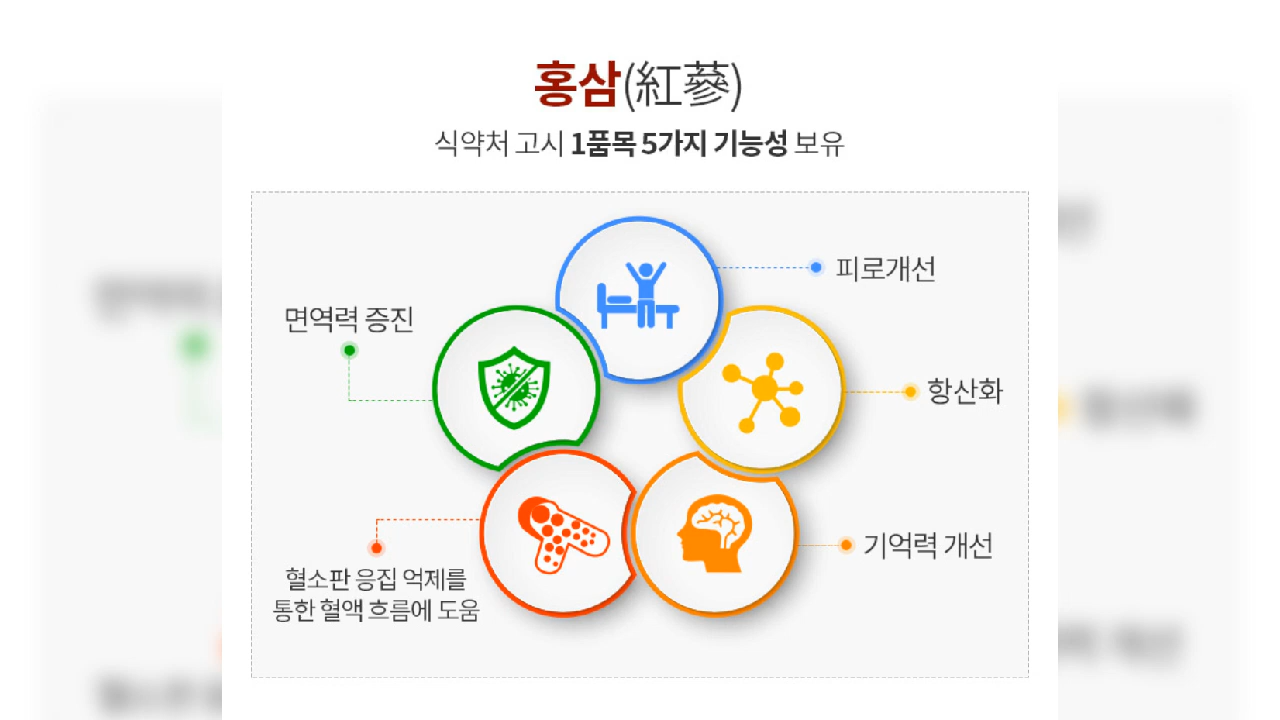 홍삼(紅蔘)
식약처 고시 1품목 5가지 기능성 보유
피로개선
면역력 증진
항산화
기억력 개선
혈소판 응집 억제를
통한 혈액 흐름에 도움